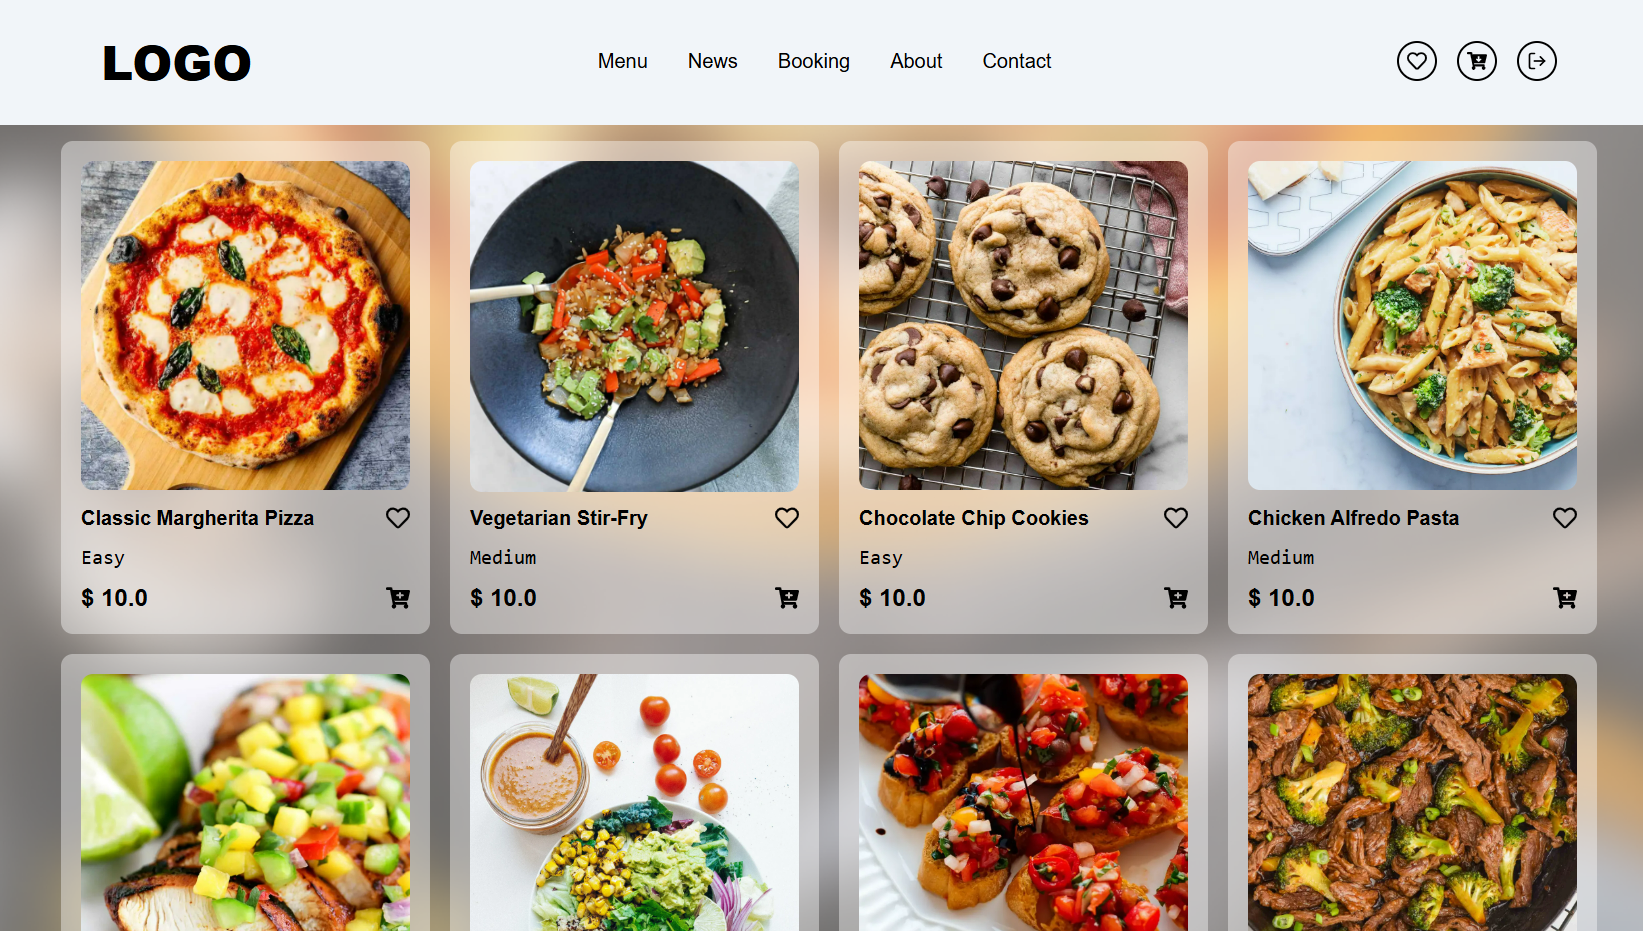 LOGO
Menu News Booking About Contact
Classic Margherita Pizza
Easy
$ 10.0
Vegetarian Stir-Fry
Medium
$ 10.0
Chocolate Chip Cookies
Easy
$ 10.0
Chicken Alfredo Pasta
Medium
$ 10.0